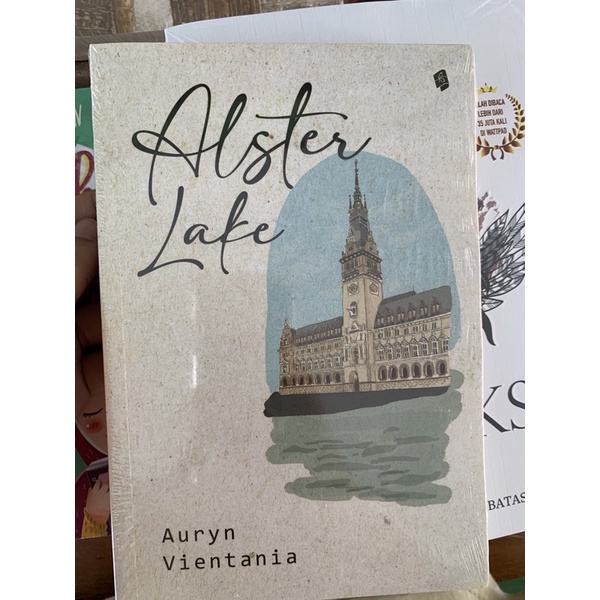 Alster
Lake
Auryn
Vientania
LAH DIBACA
LEBIH DARI
35 JUTA KALI
DI WATTPAD
KS
BATAS